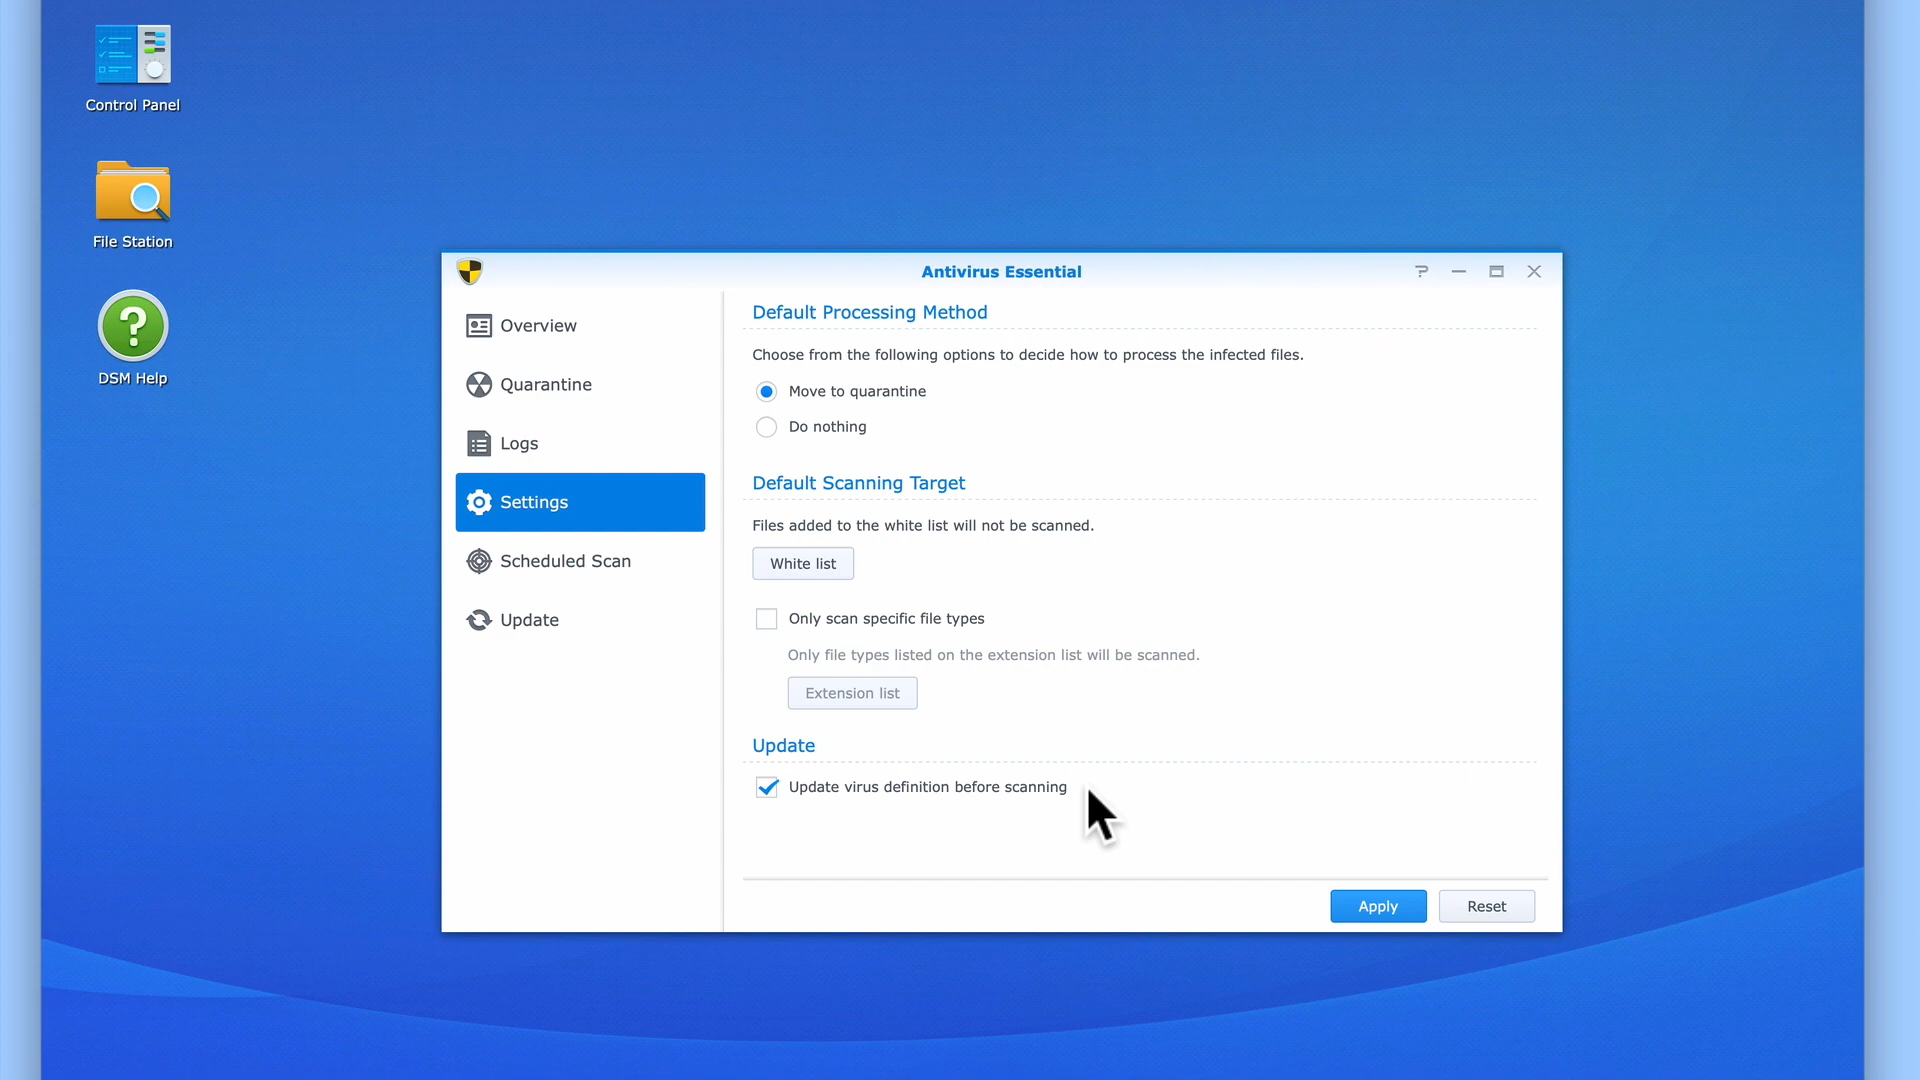 Control Panel
File Station
DSM Help
Antivirus Essential
Overview
Quarantine
Logs
Settings
Scheduled Scan
Update
Default Processing Method
Choose from the following options to decide how to process the infected files.
Move to quarantine
Do nothing
Default Scanning Target
Files added to the white list will not be scanned.
White list
Only scan specific file types
Only file types listed on the extension list will be scanned.
Extension list
Update
Update virus definition before scanning
Apply
Reset